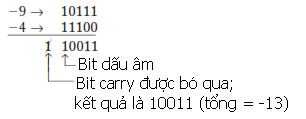 −9 → 10111
−4 → 11100
1 10011
Bit dấu âm
Bit carry được bó qua;
kết quả là 10011 (tổng = -13)